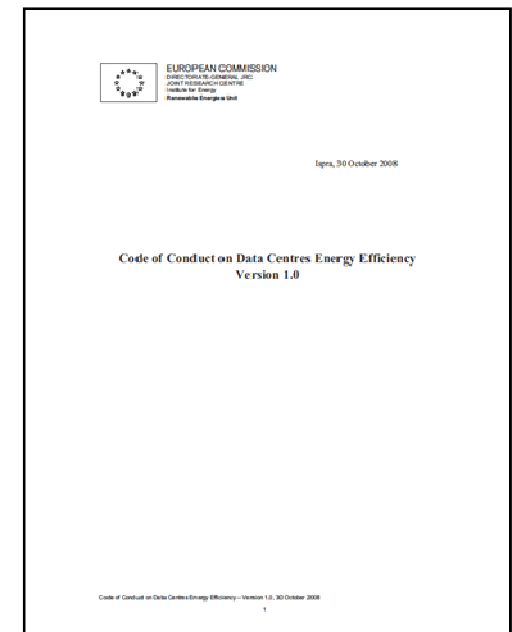 EUROPEAN COMMISSION
DIRECTORATE-GENERAL JRC
JOINT RESEARCH CENTRE
Institute for Energy
Renewable Energies Unit
Ispra, 30 October 2008
Code of Conduct on Data Centres Energy Efficiency
Version 1.0
Code of Conduct on Data Centres Energy Efficiency – Version 1.0, 30 October 2008
1